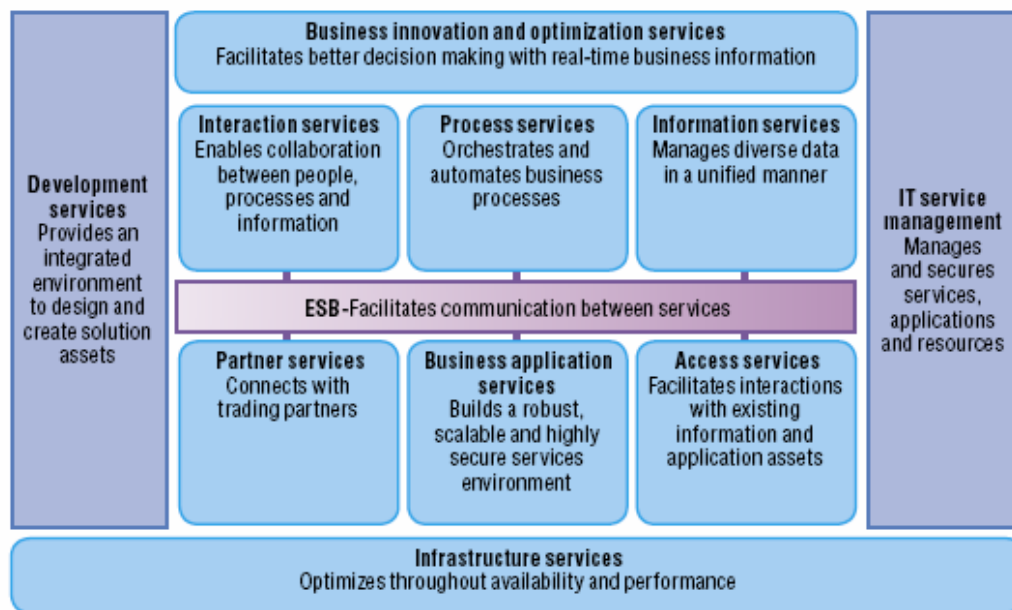 Business innovation and optimization services
Facilitates better decision making with real-time business information
Development
services
Provides an
integrated
environment
to design and
create solution
assets
Interaction services
Enables collaboration
between people,
processes and
information
Process services
Orchestrates and
automates business
processes
Information services
Manages diverse data
in a unified manner
IT service
management
Manages
and secures
services,
applications
and resources
ESB-Facilitates communication between services
Partner services
Connects with
trading partners
Business application
services
Builds a robust,
scalable and highly
secure services
environment
Access services
Facilitates interactions
with existing
information and
application assets
Infrastructure services
Optimizes throughout availability and performance